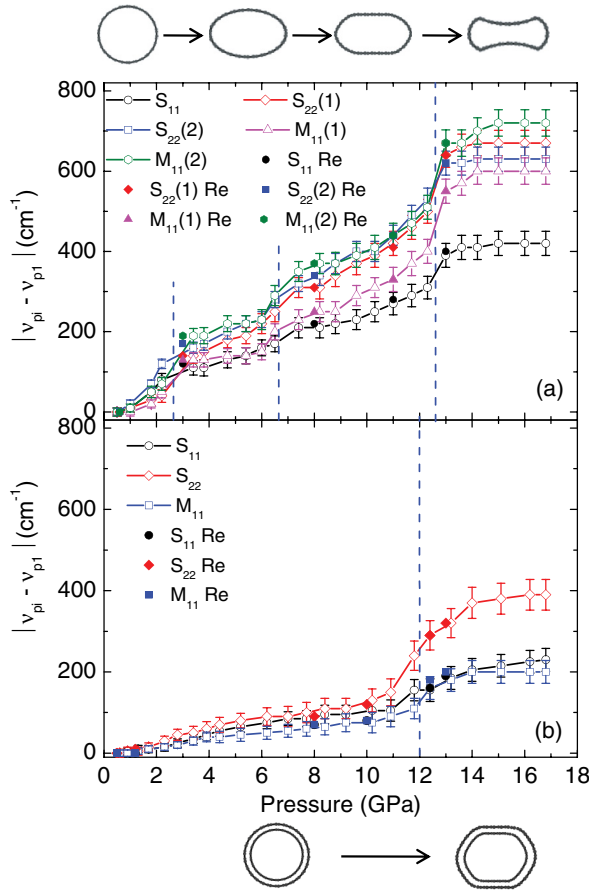 800
600
400
200
0
| ν_pi - ν_p1 | (cm⁻¹)
S₁₁ S₂₂(1)
S₂₂(2) M₁₁(1)
M₁₁(2) S₁₁ Re
S₂₂(1) Re S₂₂(2) Re
M₁₁(1) Re M₁₁(2) Re
(a)
800
600
400
200
0
| ν_pi - ν_p1 | (cm⁻¹)
S₁₁
S₂₂
M₁₁
S₁₁ Re
S₂₂ Re
M₁₁ Re
(b)
0 2 4 6 8 10 12 14 16 18
Pressure (GPa)